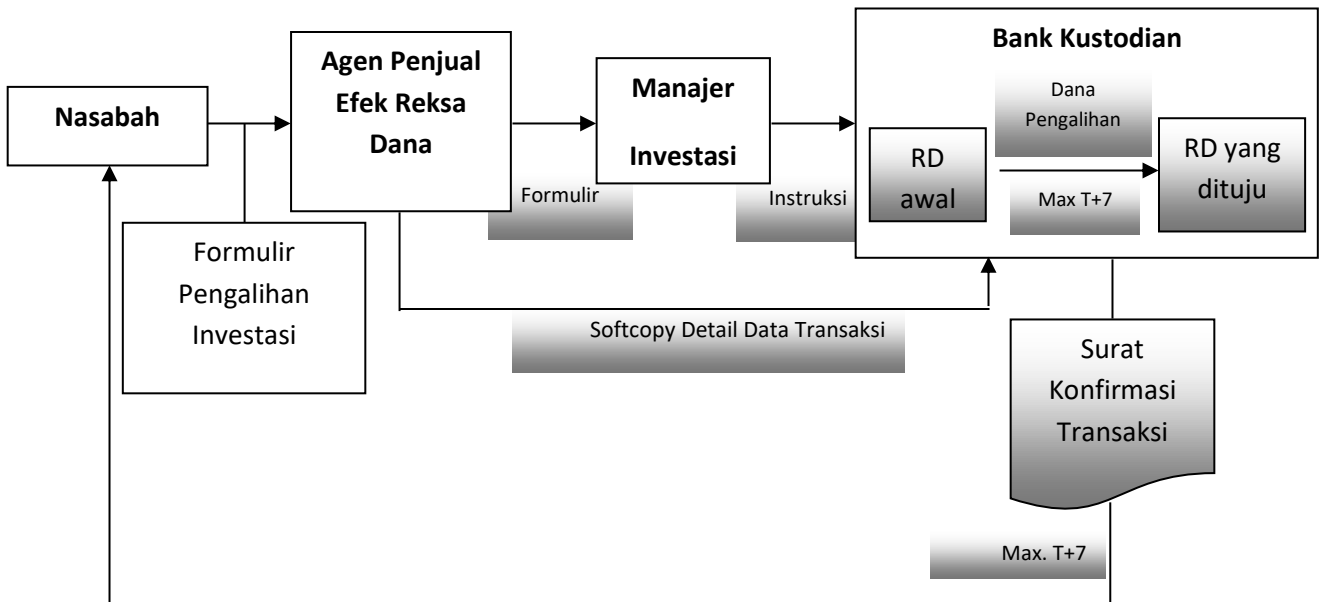 Nasabah
Formulir
Pengalihan
Investasi
Agen Penjual
Efek Reksa
Dana
Formulir
Manajer
Investasi
Instruksi
Bank Kustodian
RD
awal
Dana
Pengalihan
Max T+7
RD yang
dituju
Softcopy Detail Data Transaksi
Surat
Konfirmasi
Transaksi
Max. T+7